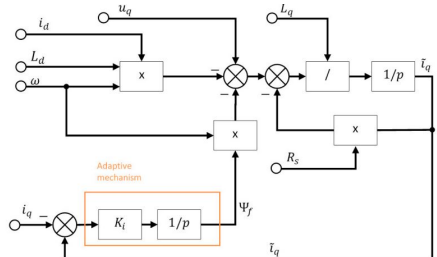 i_d
u_q
L_q
L_d
ω
x
−
−
−
/
1/p
ĩ_q
x
x
R_s
Adaptive
mechanism
i_q
−
K_i
1/p
Ψ_f
ĩ_q